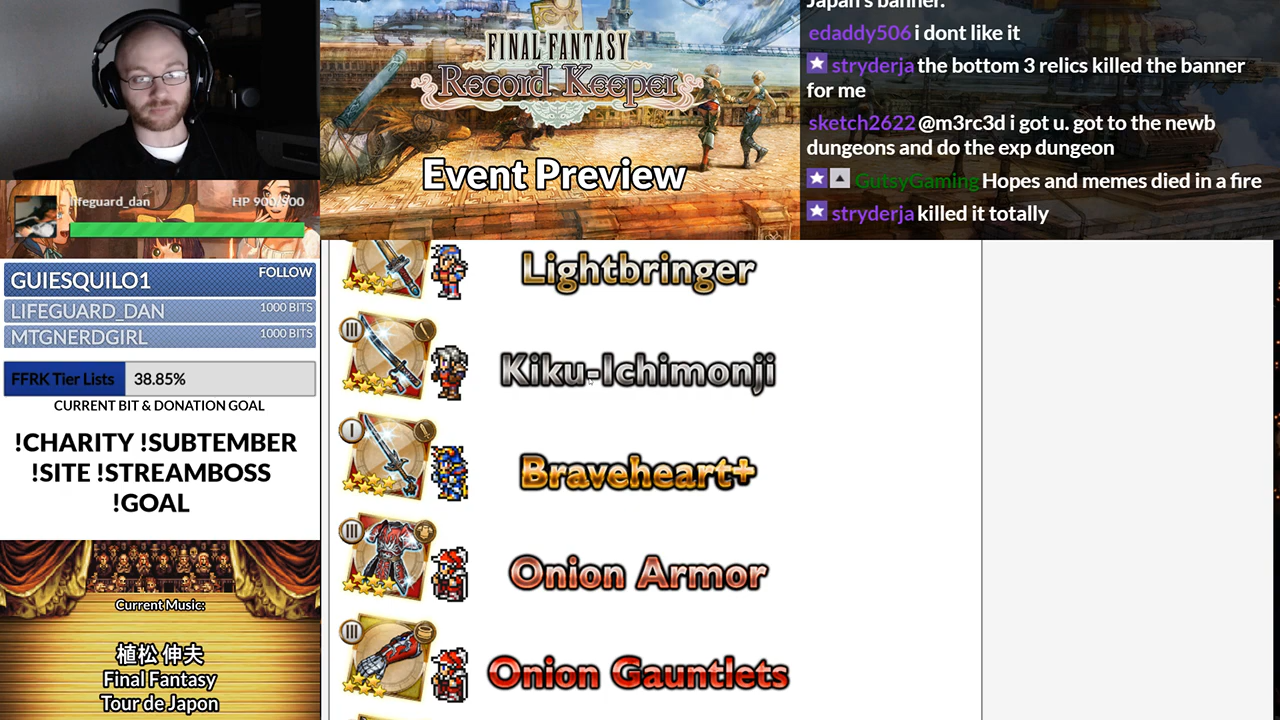 FINAL FANTASY
Record Keeper
Event Preview
Japan's banner.
edaddy506 i dont like it
stryderja the bottom 3 relics killed the banner
for me
sketch2622 @m3rc3d i got u. got to the newb
dungeons and do the exp dungeon
GutsyGaming Hopes and memes died in a fire
stryderja killed it totally
lifeguard_dan HP 900/900
GUIESQUILO1 FOLLOW
LIFEGUARD_DAN 1000 BITS
MTGNERDGIRL 1000 BITS
FFRK Tier Lists 38.85%
CURRENT BIT & DONATION GOAL
!CHARITY !SUBTEMBER
!SITE !STREAMBOSS
!GOAL
Current Music:
植松 伸夫
Final Fantasy
Tour de Japon
Lightbringer
III
Kiku-Ichimonji
I
Braveheart+
III
Onion Armor
III
Onion Gauntlets